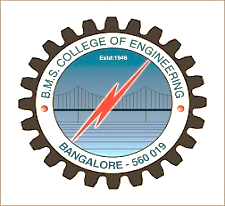 B.M.S. COLLEGE OF ENGINEERING
Estd:1946
BANGALORE - 560 019